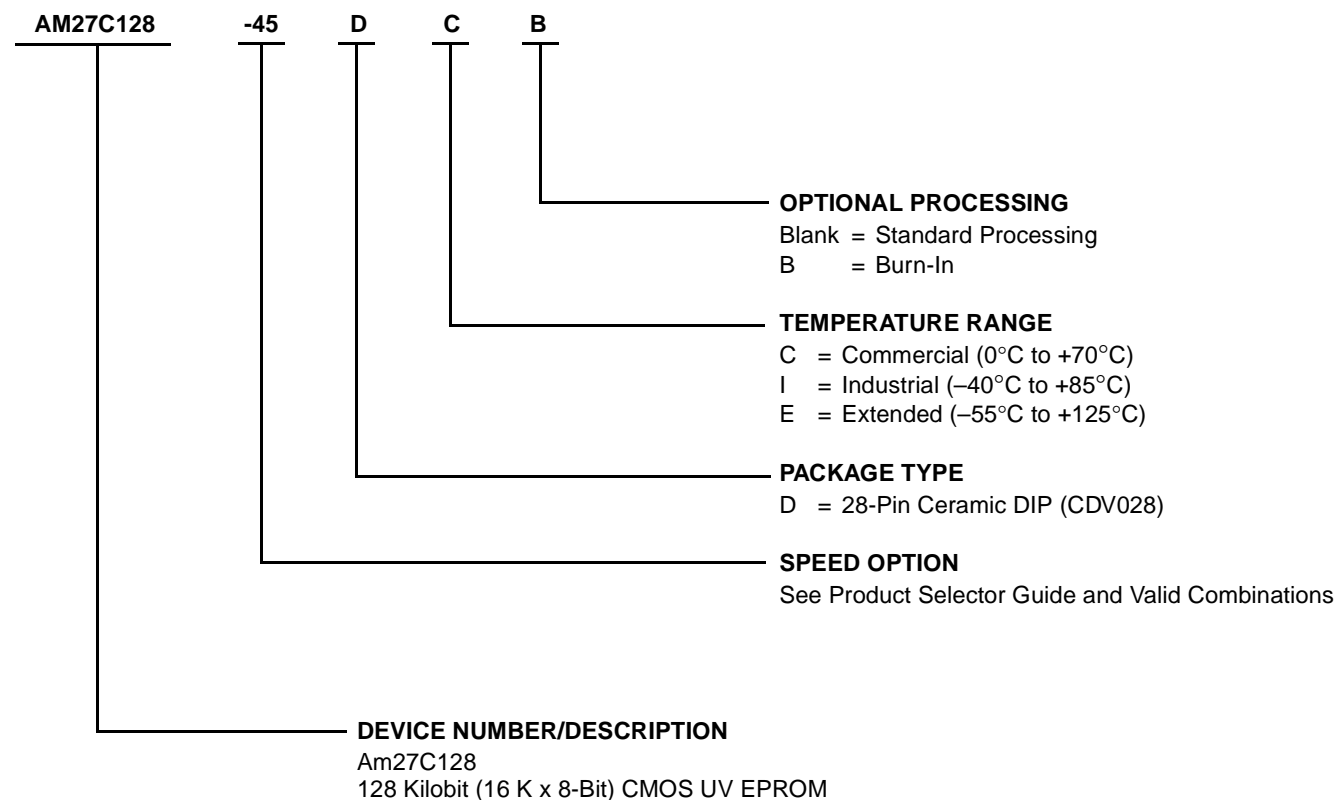 AM27C128 -45 D C B
OPTIONAL PROCESSING
Blank = Standard Processing
B = Burn-In
TEMPERATURE RANGE
C = Commercial (0°C to +70°C)
I = Industrial (–40°C to +85°C)
E = Extended (–55°C to +125°C)
PACKAGE TYPE
D = 28-Pin Ceramic DIP (CDV028)
SPEED OPTION
See Product Selector Guide and Valid Combinations
DEVICE NUMBER/DESCRIPTION
Am27C128
128 Kilobit (16 K x 8-Bit) CMOS UV EPROM